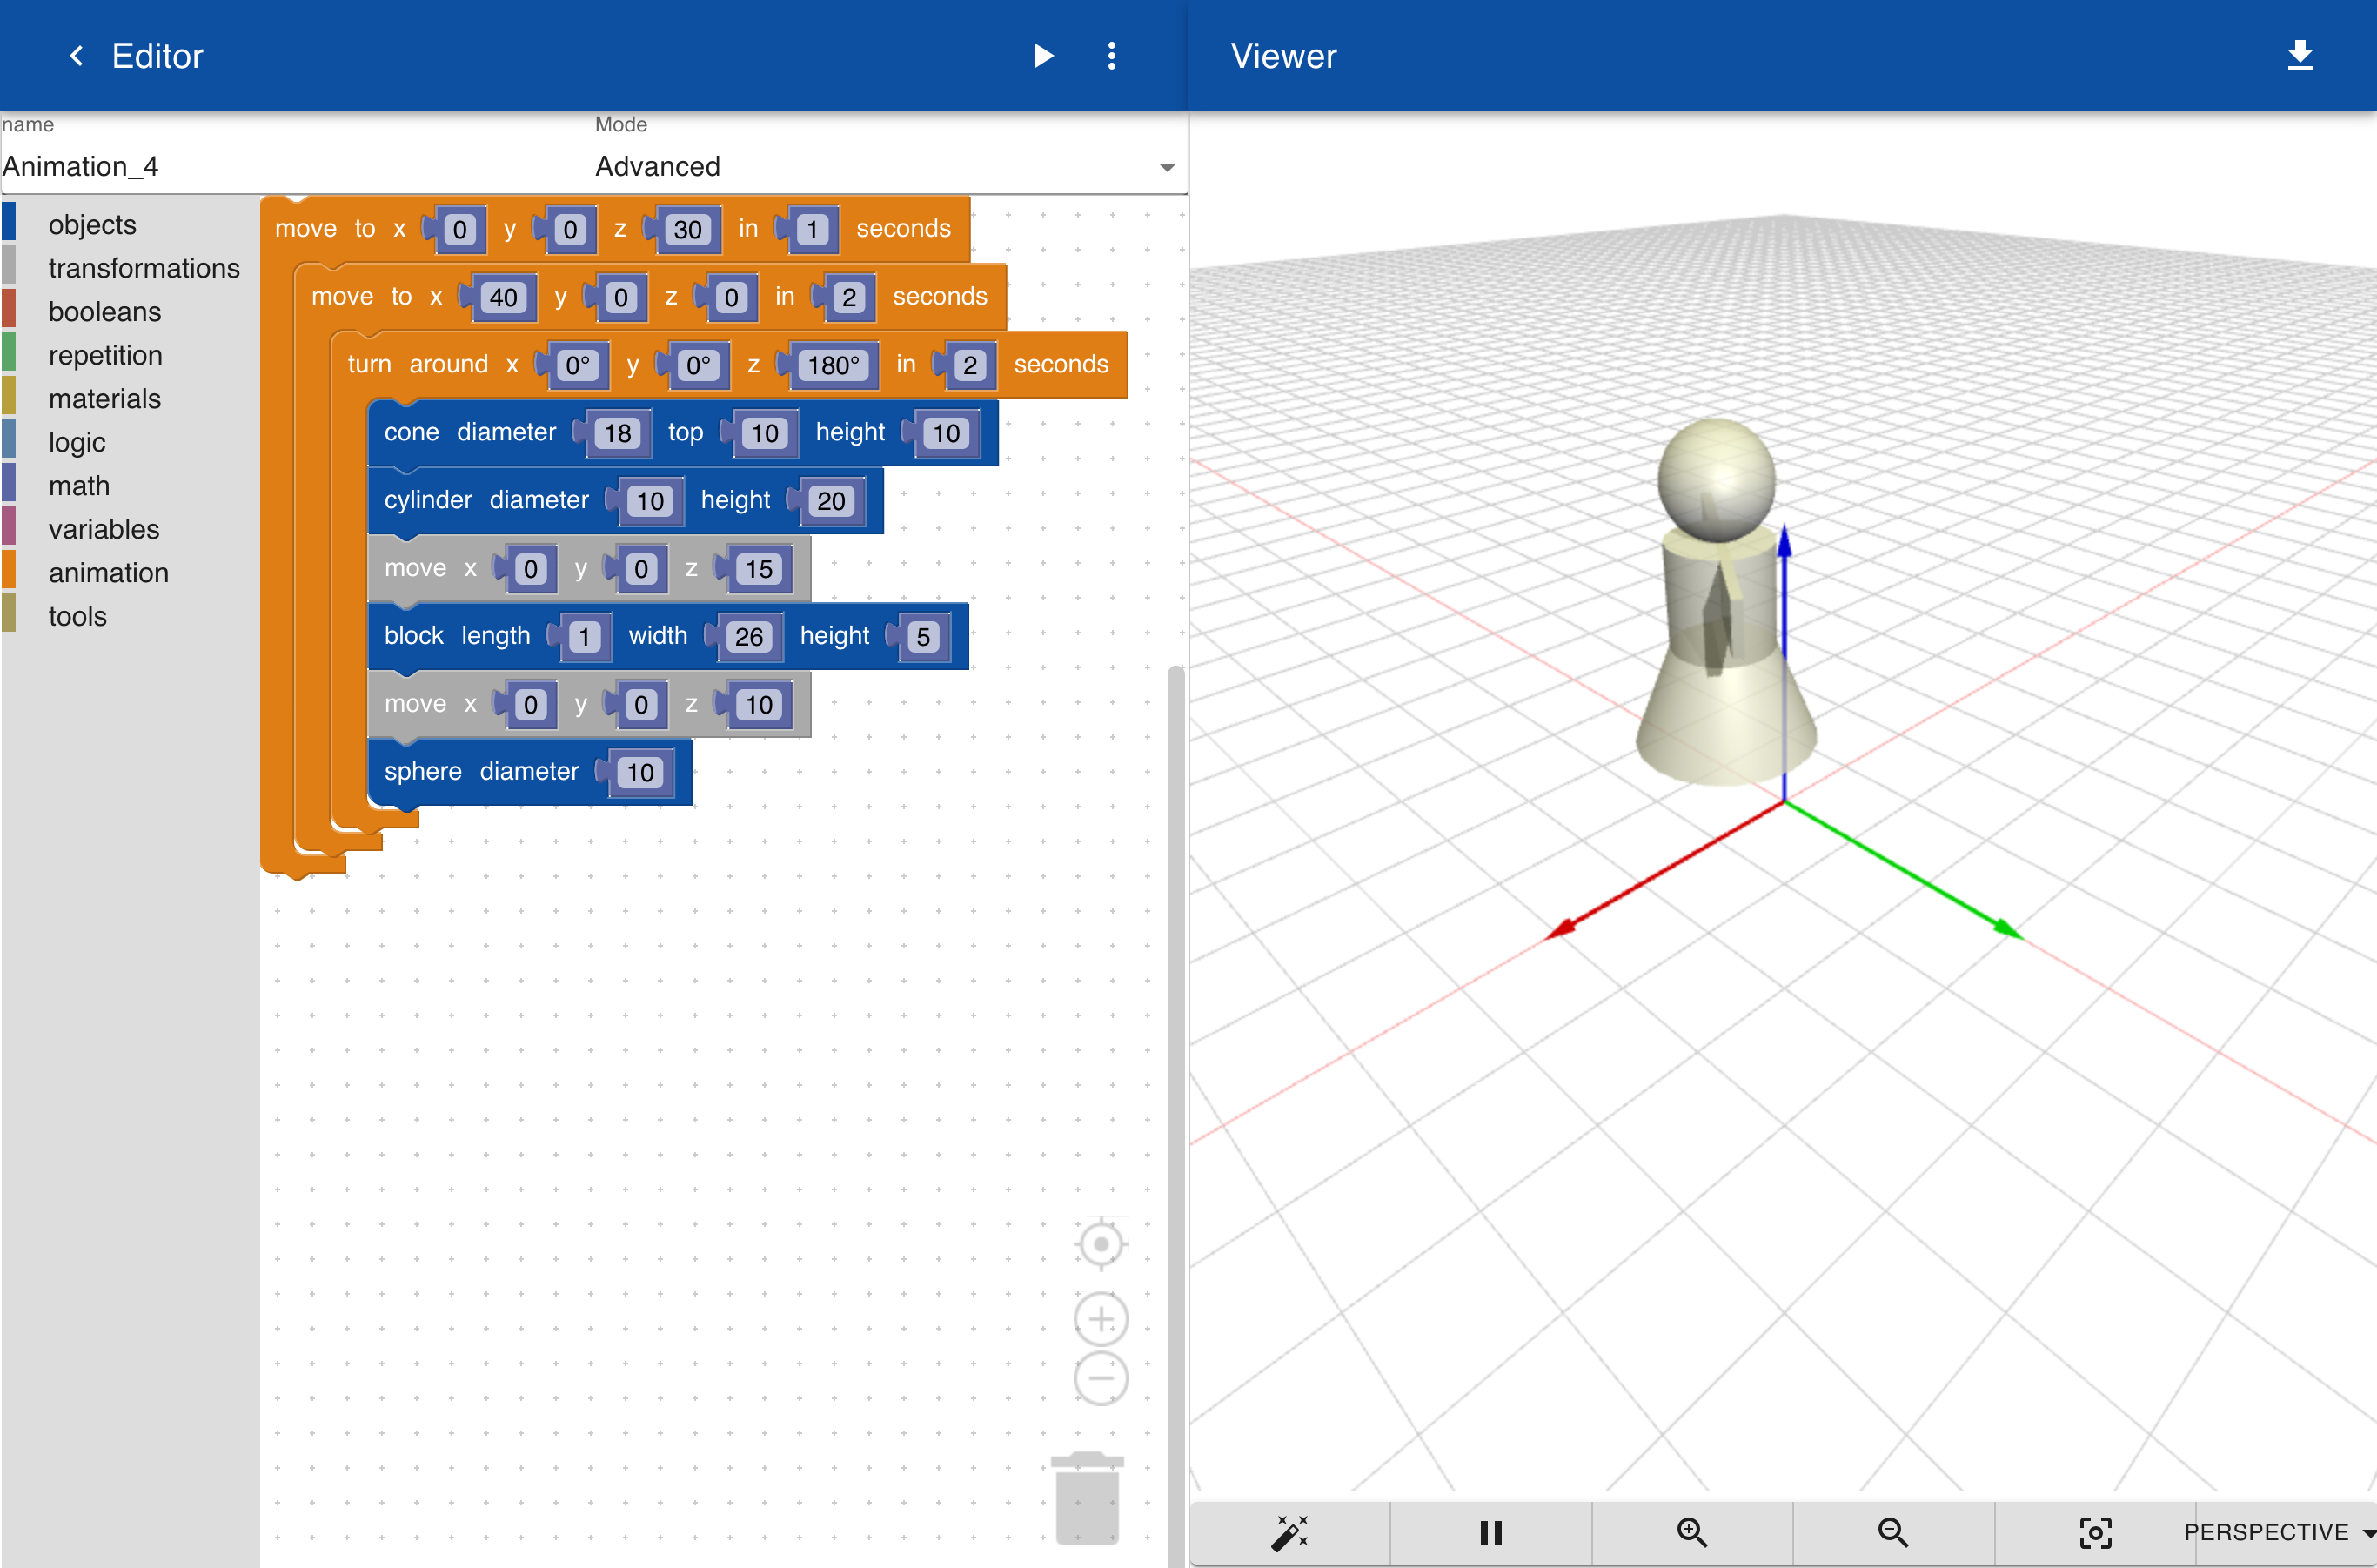 Editor
Viewer
name
Mode
Animation_4
Advanced
objects
transformations
booleans
repetition
materials
logic
math
variables
animation
tools
move to x 0 y 0 z 30 in 1 seconds
move to x 40 y 0 z 0 in 2 seconds
turn around x 0° y 0° z 180° in 2 seconds
cone diameter 18 top 10 height 10
cylinder diameter 10 height 20
move x 0 y 0 z 15
block length 1 width 26 height 5
move x 0 y 0 z 10
sphere diameter 10
PERSPECTIVE